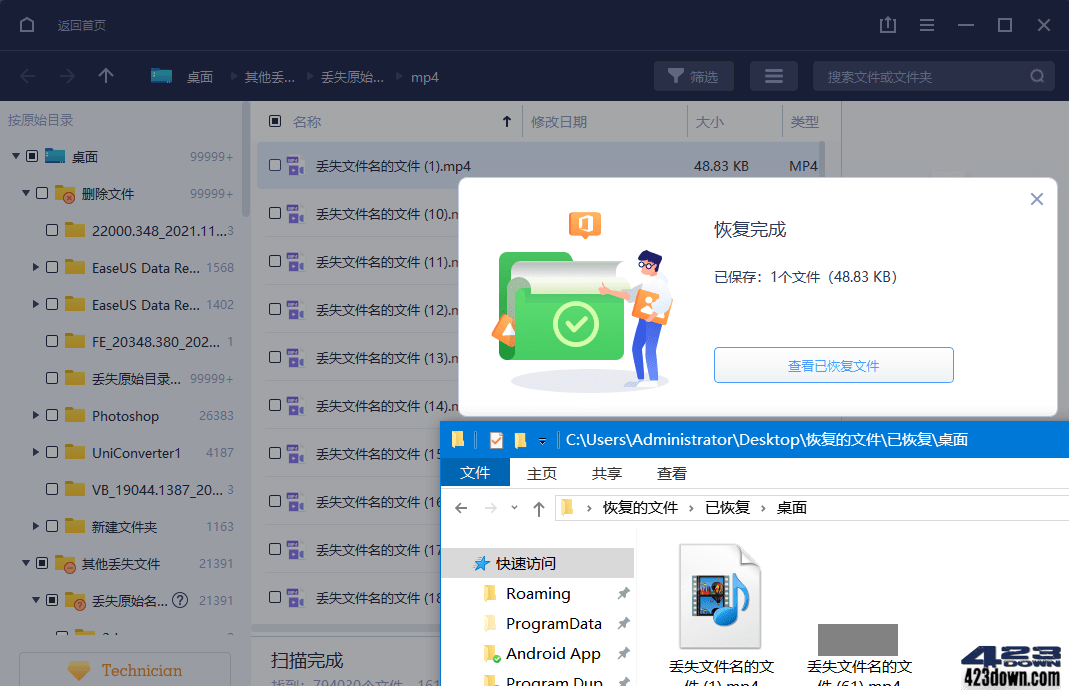 返回首页
桌面 其他丢... 丢失原始... mp4 筛选 搜索文件或文件夹
按原始目录
名称 修改日期 大小 类型
桌面 99999+
删除文件 99999+
22000.348_2021.11... 3
EaseUS Data Re... 1568
EaseUS Data Re... 1402
FE_20348.380_202... 1
丢失原始目录... 99999+
Photoshop 26383
UniConverter1 4187
VB_19044.1387_20... 3
新建文件夹 1163
其他丢失文件 21391
丢失原始名... ? 21391
Technician
丢失文件名的文件 (1).mp4 48.83 KB MP4
丢失文件名的文件 (10).m
丢失文件名的文件 (11).m
丢失文件名的文件 (12).m
丢失文件名的文件 (13).m
丢失文件名的文件 (14).m
丢失文件名的文件 (15
丢失文件名的文件 (16
丢失文件名的文件 (17
丢失文件名的文件 (18
扫描完成
恢复完成
已保存：1个文件（48.83 KB）
查看已恢复文件
C:\Users\Administrator\Desktop\恢复的文件\已恢复\桌面
文件 主页 共享 查看
恢复的文件 已恢复 桌面
快速访问
Roaming
ProgramData
Android App
Program Dup
丢失文件名的文
件 (1).mp4
丢失文件名的文
件 (61).mp4
423
DOWN
423down.com